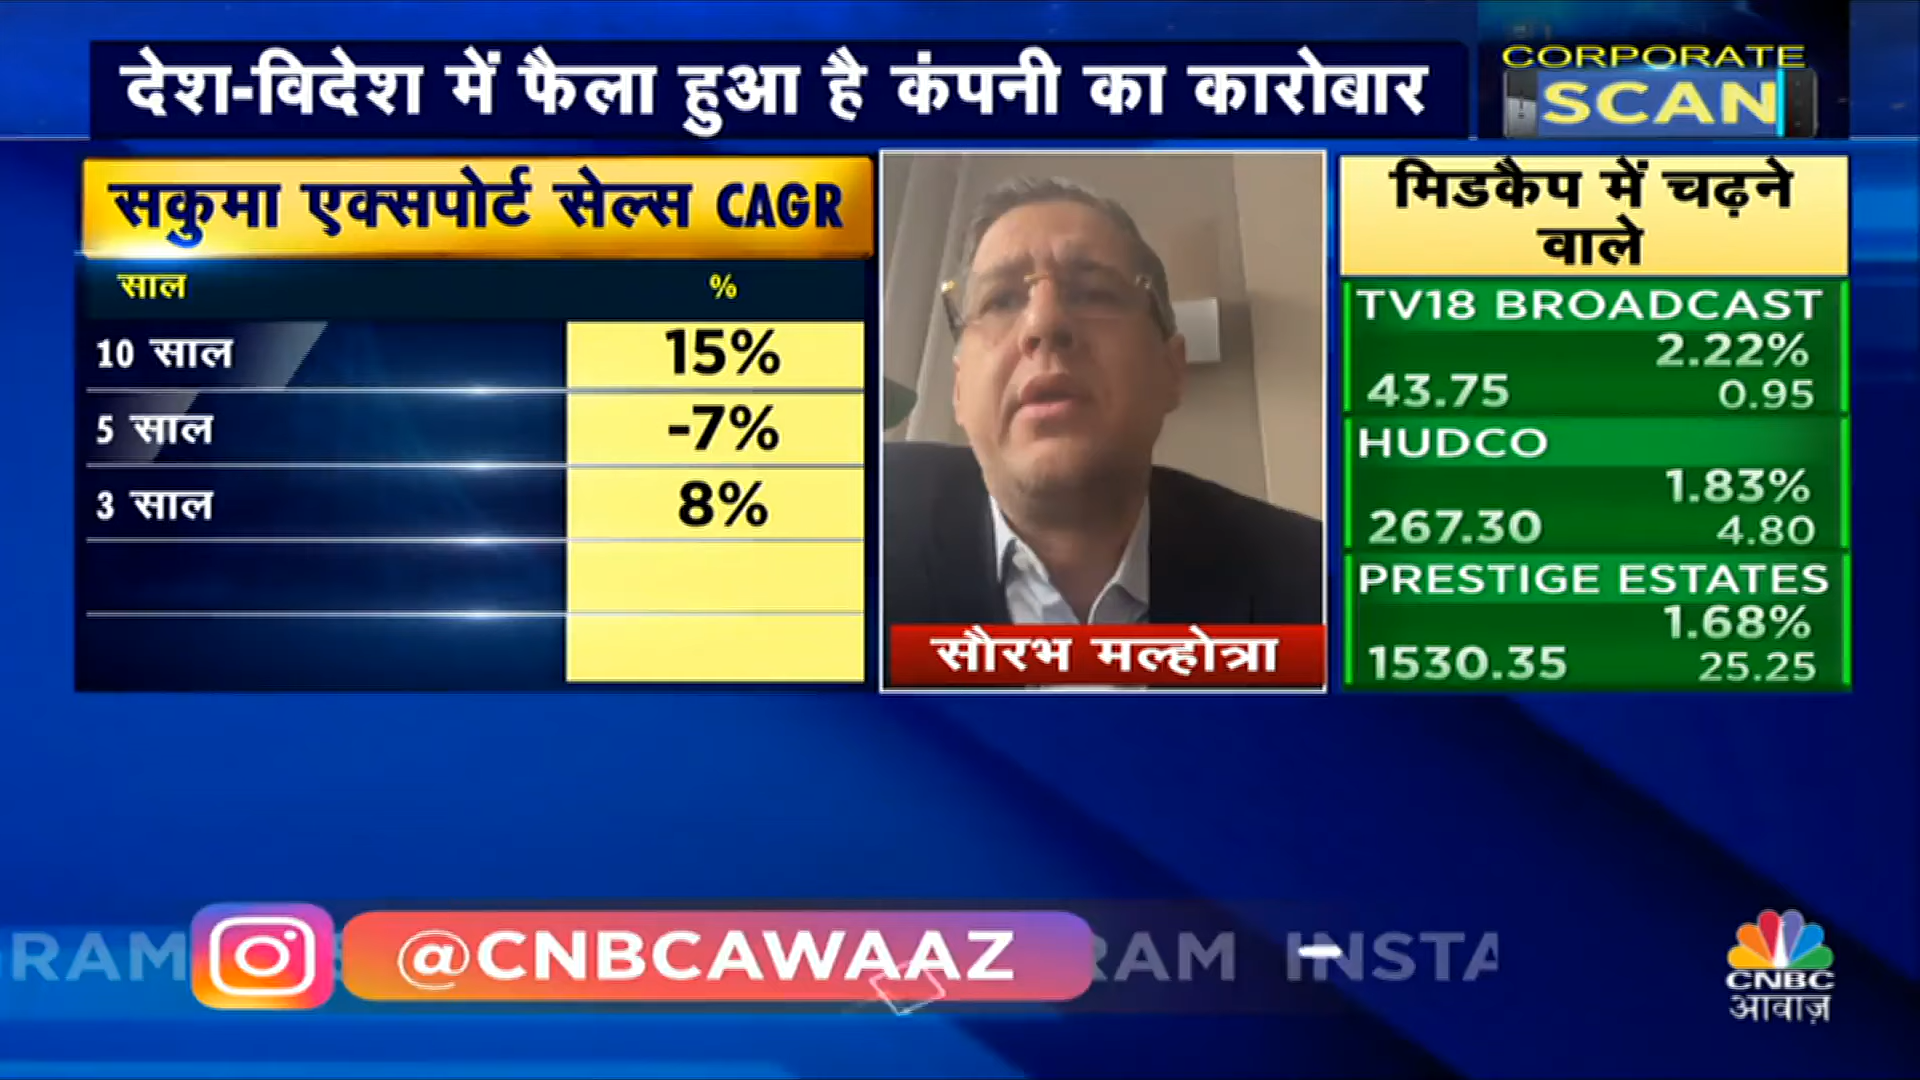 देश-विदेश में फैला हुआ है कंपनी का कारोबार
CORPORATE
SCAN
सकुमा एक्सपोर्ट सेल्स CAGR
साल %
10 साल 15%
5 साल -7%
3 साल 8%
सौरभ मल्होत्रा
मिडकैप में चढ़ने
वाले
TV18 BROADCAST
2.22%
43.75 0.95
HUDCO
1.83%
267.30 4.80
PRESTIGE ESTATES
1.68%
1530.35 25.25
GRAM @CNBCAWAAZ RAM INSTA
CNBC
आवाज़